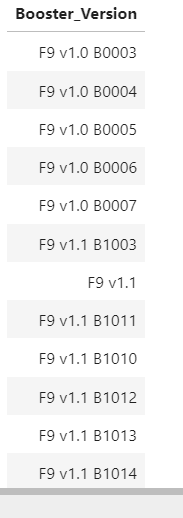 Booster_Version
F9 v1.0 B0003
F9 v1.0 B0004
F9 v1.0 B0005
F9 v1.0 B0006
F9 v1.0 B0007
F9 v1.1 B1003
F9 v1.1
F9 v1.1 B1011
F9 v1.1 B1010
F9 v1.1 B1012
F9 v1.1 B1013
F9 v1.1 B1014